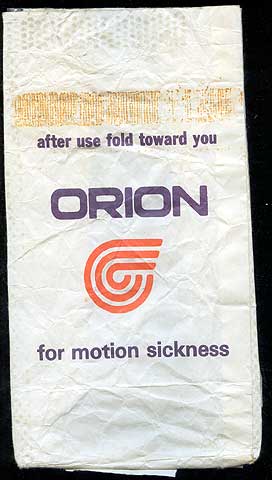 after use fold toward you
ORION
for motion sickness